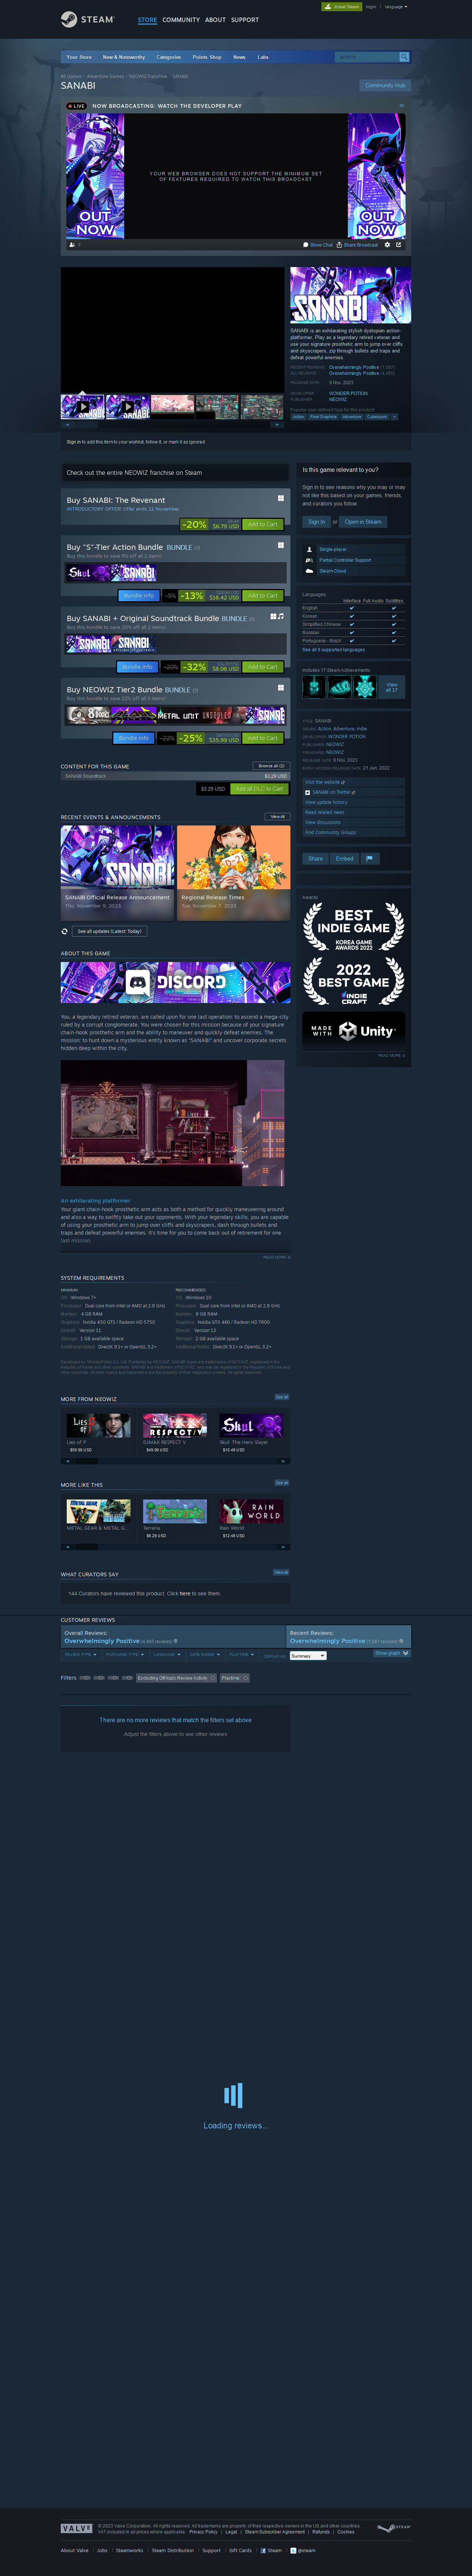 Install Steam
login | language
STEAM
STORE COMMUNITY ABOUT SUPPORT
Your Store New & Noteworthy Categories Points Shop News Labs
search
All Games > Adventure Games > NEOWIZ Franchise > SANABI
SANABI
Community Hub
LIVE NOW BROADCASTING: WATCH THE DEVELOPER PLAY
YOUR WEB BROWSER DOES NOT SUPPORT THE MINIMUM SET
OF FEATURES REQUIRED TO WATCH THIS BROADCAST
OUT NOW
OUT NOW
Show Chat Share Broadcast
SANABI
SANABI is an exhilarating stylish dystopian action-
platformer. Play as a legendary retired veteran and
use your signature prosthetic arm to jump over cliffs
and skyscrapers, zip through bullets and traps and
defeat powerful enemies.
RECENT REVIEWS: Overwhelmingly Positive
ALL REVIEWS: Overwhelmingly Positive (4,465)
RELEASE DATE: 9 Nov, 2023
DEVELOPER: WONDER POTION
PUBLISHER: NEOWIZ
Popular user-defined tags for this product:
Action Pixel Graphics Adventure Cyberpunk +
Sign in to add this item to your wishlist, follow it, or mark it as ignored
Check out the entire NEOWIZ franchise on Steam
Buy SANABI: The Revenant
INTRODUCTORY OFFER! Offer ends 21 November
-20% $6.79 USD Add to Cart
Buy "S"-Tier Action Bundle BUNDLE (?)
Buy this bundle to save 5% off all 2 items!
Bundle info -5% -13% $16.42 USD Add to Cart
Buy SANABI + Original Soundtrack Bundle BUNDLE (?)
Buy this bundle to save 20% off all 2 items!
Bundle info -20% -32% $8.06 USD Add to Cart
Buy NEOWIZ Tier2 Bundle BUNDLE (?)
Buy this bundle to save 22% off all 5 items!
Bundle info -22% -25% $35.99 USD Add to Cart
CONTENT FOR THIS GAME Browse all (1)
SANABI Soundtrack $3.29 USD
$3.29 USD Add all DLC to Cart
RECENT EVENTS & ANNOUNCEMENTS View All
SANABI Official Release Announcement
Thu, November 9, 2023
Regional Release Times
Tue, November 7, 2023
See all updates (Latest: Today)
ABOUT THIS GAME
DISCORD
You, a legendary retired veteran, are called upon for one last operation: to ascend a mega-city
ruled by a corrupt conglomerate. You were chosen for this mission because of your signature
chain-hook prosthetic arm and its ability to maneuver quickly and defeat enemies. The
mission: to hunt down a mysterious entity known only as "SANABI" and uncover corporate secrets
hidden deep within the city.
An exhilarating platformer
Your giant chain-hook prosthetic arm acts as both a method for quickly maneuvering around
and also a way to swiftly take out any opposition. With your legendary skills, you are capable
of using your prosthetic arm to jump over cliffs and skyscrapers, dash through bullets and
traps and defeat powerful enemies. It's time for you to come back out of retirement for one
last mission.
READ MORE
SYSTEM REQUIREMENTS
MINIMUM:
OS: Windows 7+
Processor: Dual core from Intel or AMD at 2.8 GHz
Memory: 4 GB RAM
Graphics: Nvidia 450 GTS / Radeon HD 5750
DirectX: Version 11
Storage: 1 GB available space
Additional Notes: DirectX 9.1+ or OpenGL 3.2+
RECOMMENDED:
OS: Windows 10
Processor: Dual core from Intel or AMD at 2.8 GHz
Memory: 8 GB RAM
Graphics: Nvidia GTX 460 / Radeon HD 7800
DirectX: Version 12
Storage: 2 GB available space
Additional Notes: DirectX 9.1+ or OpenGL 3.2+
MORE FROM NEOWIZ See all
Lies of P
$59.99 USD
DJMAX RESPECT V
$49.99 USD
Skul: The Hero Slayer
MORE LIKE THIS See all
METAL GEAR & METAL G...
Terraria
RAIN WORLD
Rain World
WHAT CURATORS SAY View all
144 Curators have reviewed this product. Click here to see them.
CUSTOMER REVIEWS
Overall Reviews:
Overwhelmingly Positive (4,465 reviews)
Recent Reviews:
Overwhelmingly Positive
REVIEW TYPE PURCHASE TYPE LANGUAGE DATE RANGE PLAYTIME DISPLAY AS: Summary
Show graph
Filters Excluding Off-topic Review Activity Playtime:
There are no more reviews that match the filters set above
Adjust the filters above to see other reviews
Loading reviews...
Is this game relevant to you?
Sign in to see reasons why you may or may
not like this based on your games, friends,
and curators you follow.
Sign In or Open in Steam
Single-player
Partial Controller Support
Steam Cloud
Languages:
Interface Full Audio Subtitles
English ✔ ✔
Korean ✔ ✔
Simplified Chinese ✔ ✔
Russian ✔ ✔
Portuguese - Brazil ✔ ✔
See all 9 supported languages
Includes 17 Steam Achievements
View
all 17
TITLE: SANABI
GENRE: Action, Adventure, Indie
DEVELOPER: WONDER POTION
PUBLISHER: NEOWIZ
FRANCHISE: NEOWIZ
RELEASE DATE: 9 Nov, 2023
EARLY ACCESS RELEASE DATE: 21 Jun, 2022
Visit the website
SANABI on Twitter
View update history
Read related news
View discussions
Find Community Groups
Share Embed
Awards
BEST
INDIE GAME
KOREA GAME
AWARDS 2022
2022
BEST GAME
INDIE
CRAFT
MADE
WITH Unity
READ MORE
VALVE
© 2023 Valve Corporation. All rights reserved. All trademarks are property of their respective owners in the US and other countries.
VAT included in all prices where applicable. Privacy Policy | Legal | Steam Subscriber Agreement | Refunds | Cookies
STEAM
About Valve | Jobs | Steamworks | Steam Distribution | Support | Gift Cards | Steam | @steam